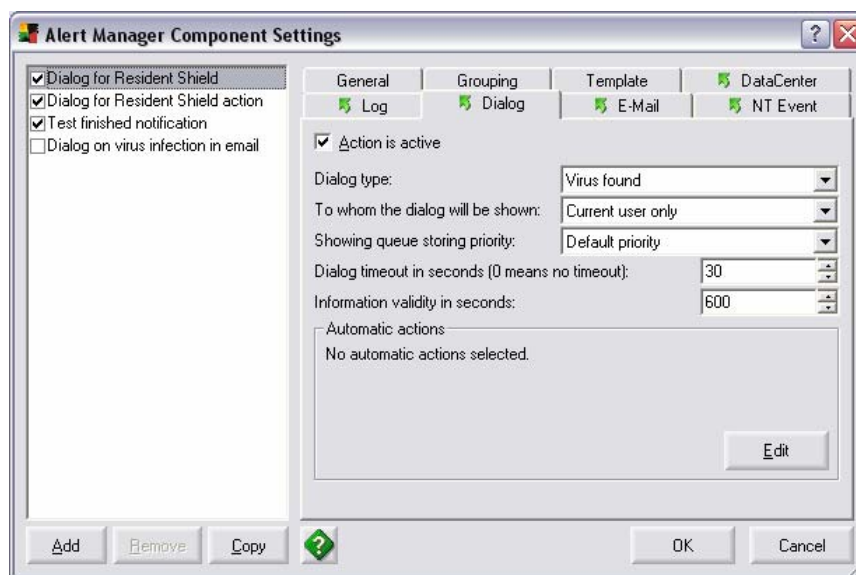 Alert Manager Component Settings
?
Dialog for Resident Shield
Dialog for Resident Shield action
Test finished notification
Dialog on virus infection in email
General
Grouping
Template
DataCenter
Log
Dialog
E-Mail
NT Event
Action is active
Dialog type: Virus found
To whom the dialog will be shown: Current user only
Showing queue storing priority: Default priority
Dialog timeout in seconds (0 means no timeout): 30
Information validity in seconds: 600
Automatic actions
No automatic actions selected.
Edit
Add
Remove
Copy
?
OK
Cancel